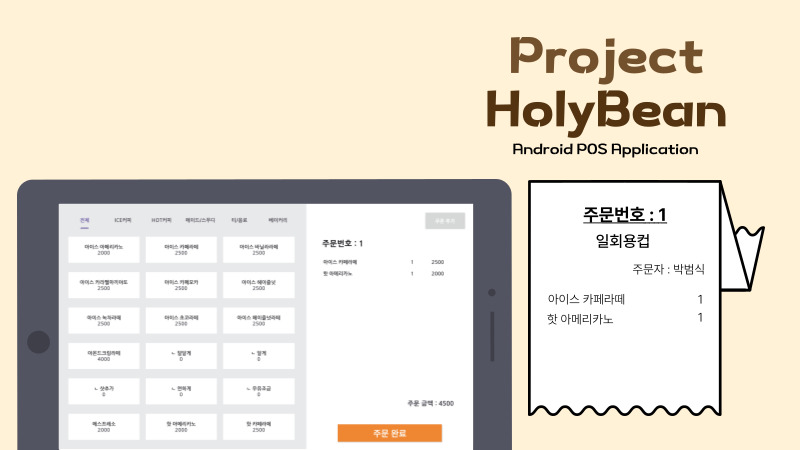 Project
HolyBean
Android POS Application
전체 ICE커피 HOT커피 에이드/스무디 티/음료 베이커리
아이스 아메리카노 아이스 카페라떼 아이스 바닐라라떼
2000 2500 2500
아이스 카라멜마끼아또 아이스 카페모카 아이스 헤이즐넛
2500 2500 2500
아이스 녹차라떼 아이스 초코라떼 아이스 헤이즐넛라떼
2500 2500 2500
아몬드크림라떼 ㄴ 덜달게 ㄴ 달게
4000 0 0
ㄴ 샷추가 ㄴ 연하게 ㄴ 우유조금
0 0 0
에스프레소 핫 아메리카노 핫 카페라떼
2000 2000 2500
주문번호 : 1
아이스 카페라떼 1 2500
핫 아메리카노 1 2000
주문 금액 : 4500
주문 완료
주문번호 : 1
일회용컵
주문자 : 박범식
아이스 카페라떼 1
핫 아메리카노 1